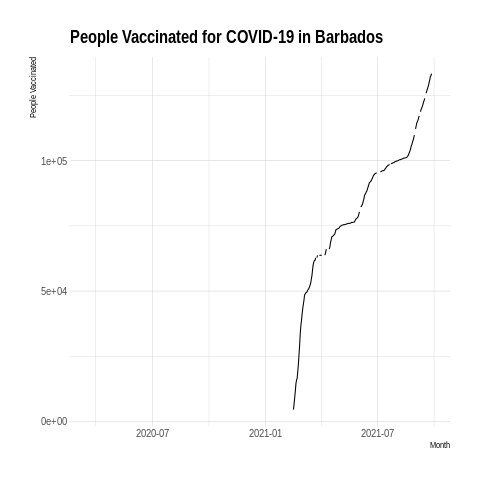 People Vaccinated for COVID-19 in Barbados
People Vaccinated
1e+05
5e+04
0e+00
2020-07
2021-01
2021-07
Month